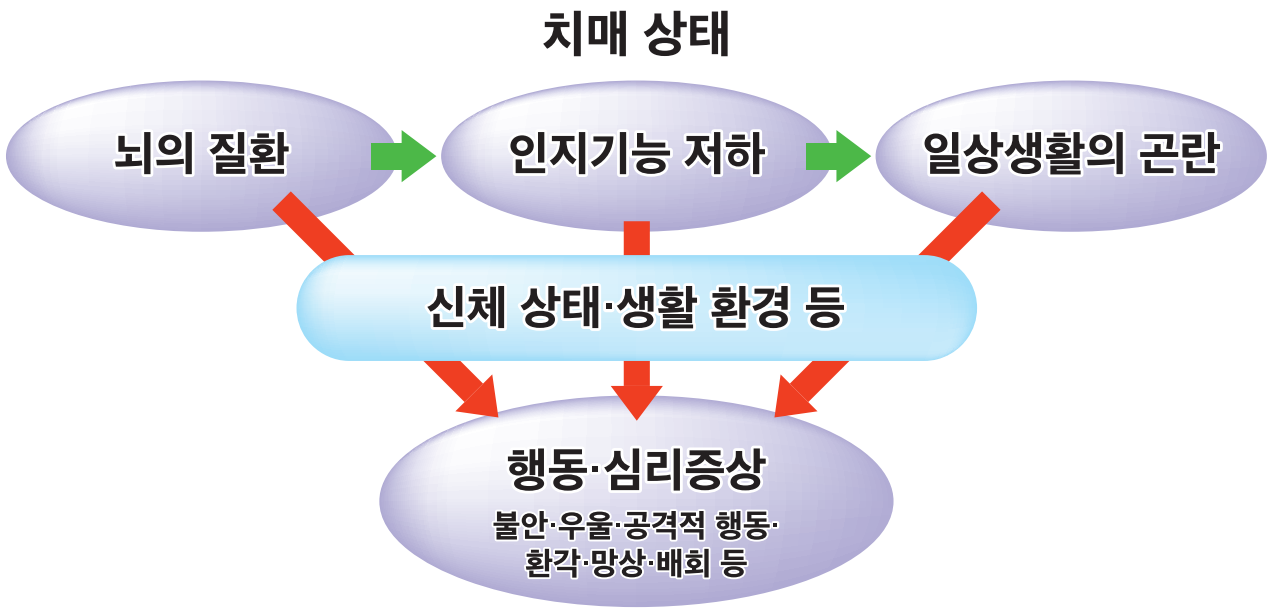 치매 상태
뇌의 질환
인지기능 저하
일상생활의 곤란
신체 상태·생활 환경 등
행동·심리증상
불안·우울·공격적 행동·
환각·망상·배회 등